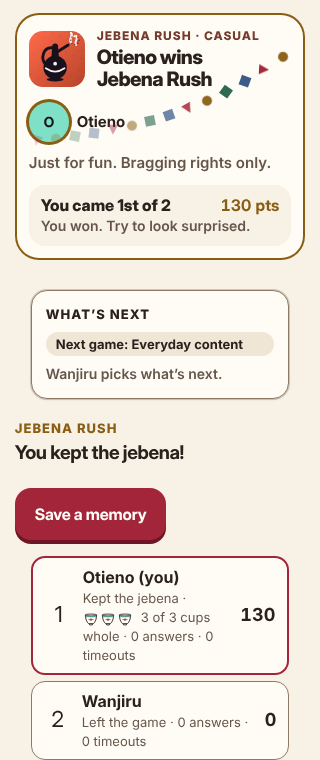 JEBENA RUSH · CASUAL
Otieno wins
Jebena Rush
O Otieno
Just for fun. Bragging rights only.
You came 1st of 2 130 pts
You won. Try to look surprised.
WHAT’S NEXT
Next game: Everyday content
Wanjiru picks what’s next.
JEBENA RUSH
You kept the jebena!
Save a memory
Otieno (you)
Kept the jebena ·
1 3 of 3 cups 130
whole · 0 answers · 0
timeouts
Wanjiru
2 Left the game · 0 answers · 0
0 timeouts